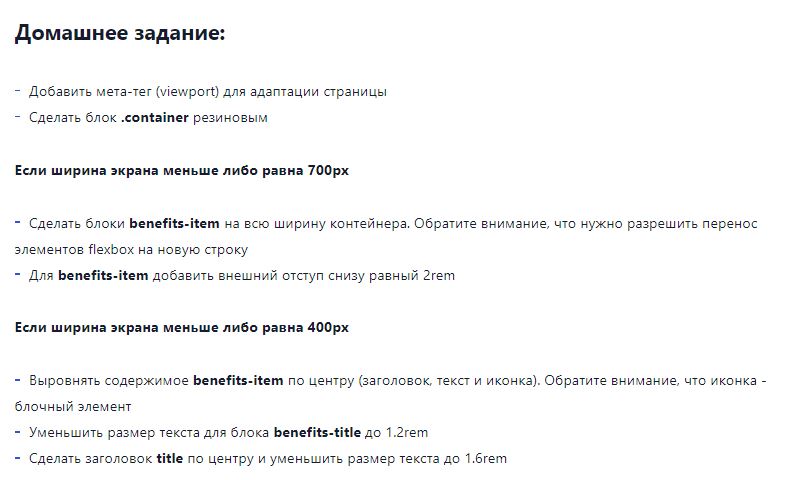 Домашнее задание:
- Добавить мета-тег (viewport) для адаптации страницы
- Сделать блок .container резиновым
Если ширина экрана меньше либо равна 700px
- Сделать блоки benefits-item на всю ширину контейнера. Обратите внимание, что нужно разрешить перенос
элементов flexbox на новую строку
- Для benefits-item добавить внешний отступ снизу равный 2rem
Если ширина экрана меньше либо равна 400px
- Выровнять содержимое benefits-item по центру (заголовок, текст и иконка). Обратите внимание, что иконка -
блочный элемент
- Уменьшить размер текста для блока benefits-title до 1.2rem
- Сделать заголовок title по центру и уменьшить размер текста до 1.6rem